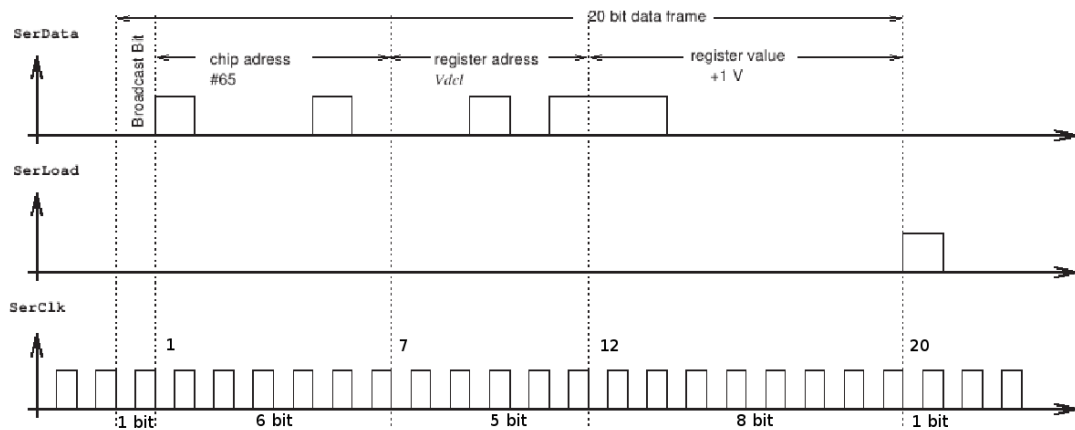 20 bit data frame
SerData
Broadcast Bit
chip adress
#65
register adress
Vdcl
register value
+1 V
SerLoad
SerClk
1
7
12
20
1 bit
6 bit
5 bit
8 bit
1 bit